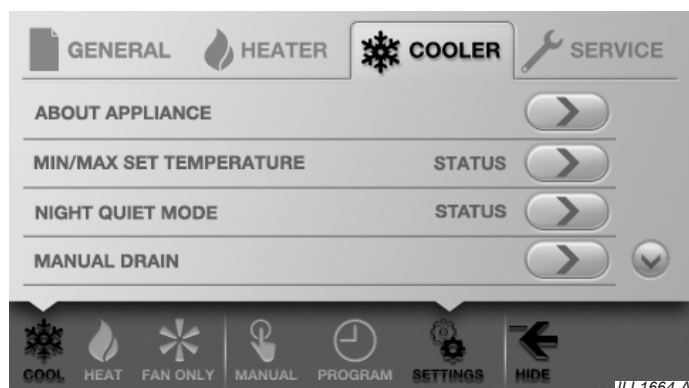 GENERAL HEATER COOLER SERVICE
ABOUT APPLIANCE
MIN/MAX SET TEMPERATURE STATUS
NIGHT QUIET MODE STATUS
MANUAL DRAIN
COOL HEAT FAN ONLY MANUAL PROGRAM SETTINGS HIDE